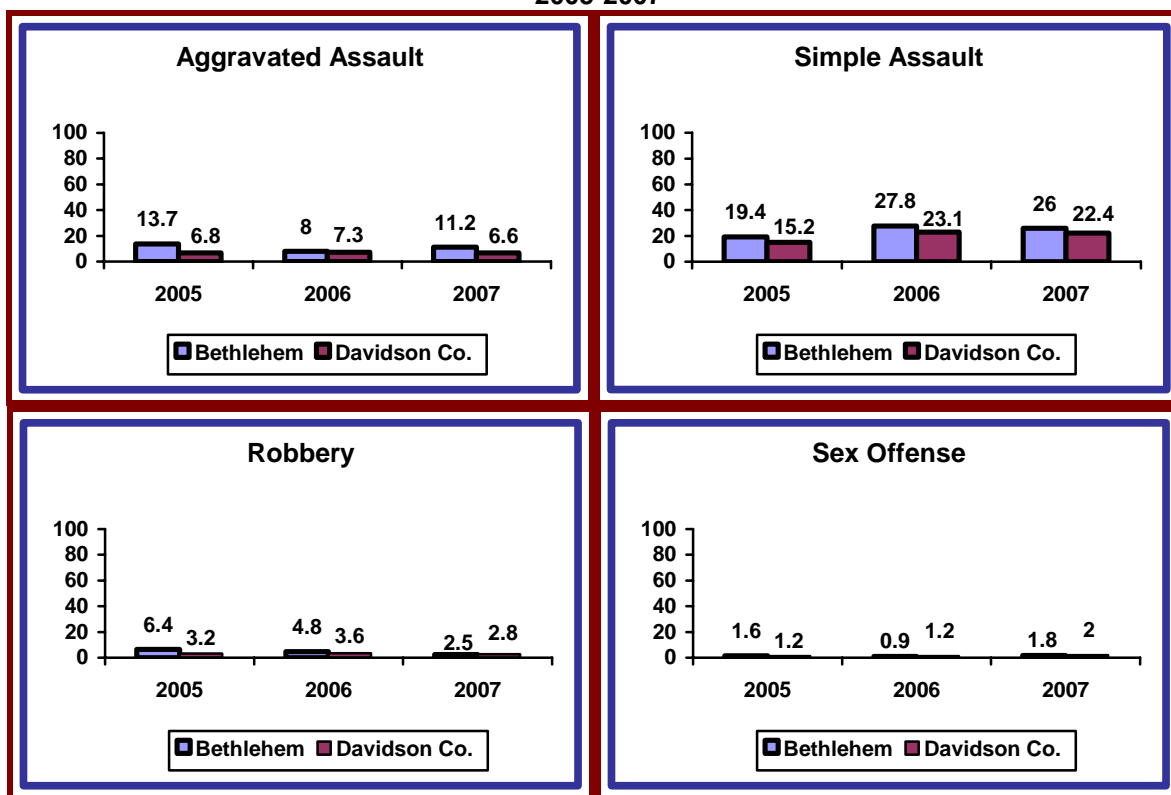 Aggravated Assault
100
80
60
40
20
0
13.7 6.8 8 7.3 11.2 6.6
2005 2006 2007
Bethlehem Davidson Co.
Simple Assault
100
80
60
40
20
0
19.4 15.2 27.8 23.1 26 22.4
2005 2006 2007
Bethlehem Davidson Co.
Robbery
100
80
60
40
20
0
6.4 3.2 4.8 3.6 2.5 2.8
2005 2006 2007
Bethlehem Davidson Co.
Sex Offense
100
80
60
40
20
0
1.6 1.2 0.9 1.2 1.8 2
2005 2006 2007
Bethlehem Davidson Co.